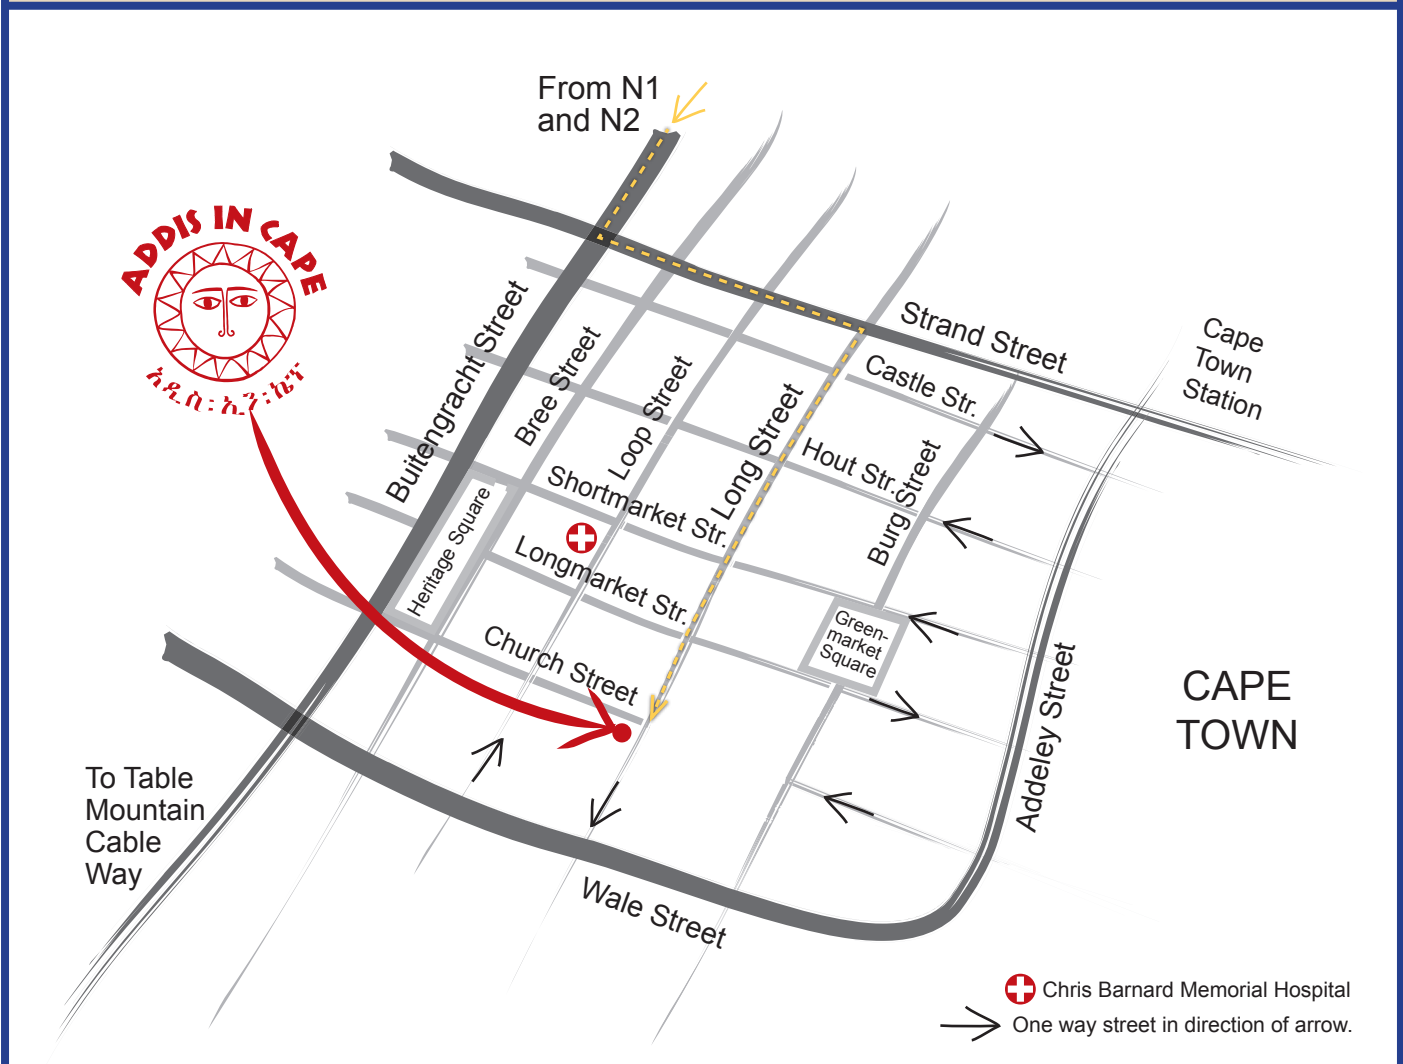 From N1
and N2
ADDIS IN CAPE
አዲስ፡ኢን፡ኬፕ
Buitengracht Street
Bree Street
Loop Street
Long Street
Burg Street
Strand Street
Castle Str.
Hout Str.
Shortmarket Str.
Longmarket Str.
Church Street
Heritage Square
Green-
market
Square
Cape
Town
Station
Addeley Street
CAPE
TOWN
To Table
Mountain
Cable
Way
Wale Street
Chris Barnard Memorial Hospital
One way street in direction of arrow.